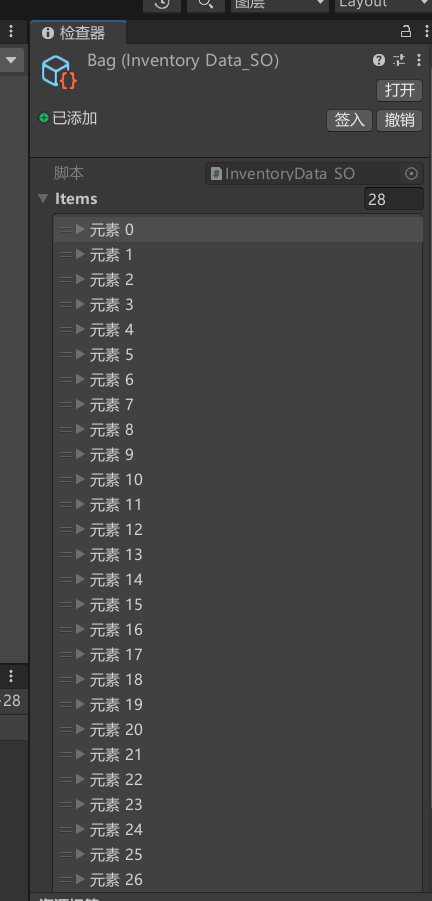 图层
Layout
检查器
Bag (Inventory Data_SO)
打开
已添加
签入
撤销
脚本
InventoryData_SO
Items
28
元素 0
元素 1
元素 2
元素 3
元素 4
元素 5
元素 6
元素 7
元素 8
元素 9
元素 10
元素 11
元素 12
元素 13
元素 14
元素 15
元素 16
元素 17
元素 18
元素 19
元素 20
元素 21
元素 22
元素 23
元素 24
元素 25
元素 26
28